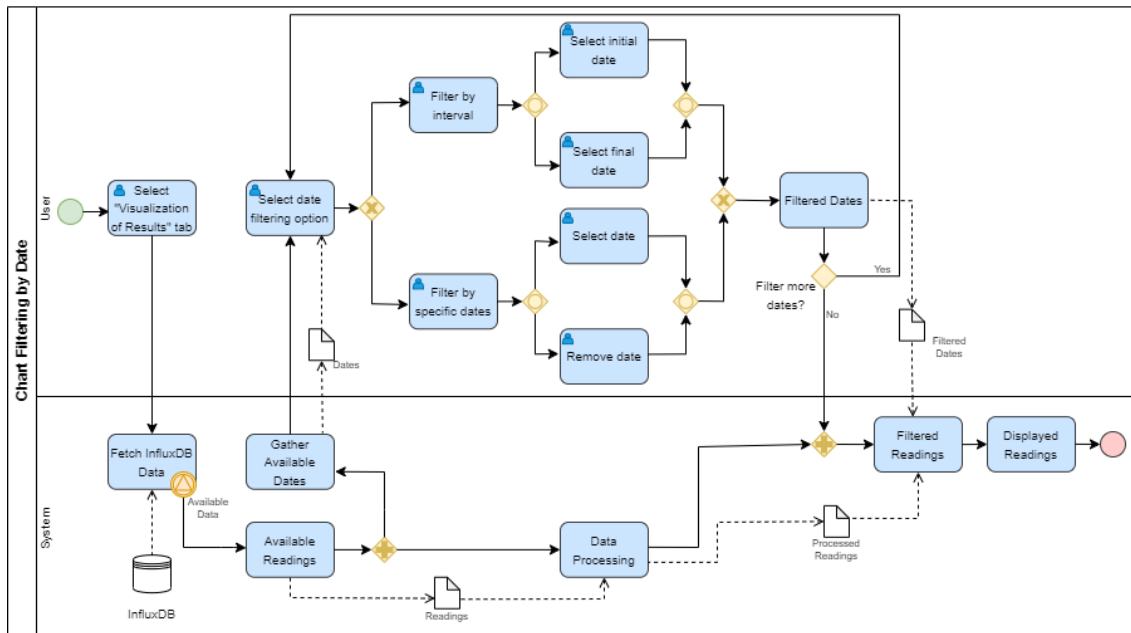 Chart Filtering by Date
User
System
Select
"Visualization
of Results" tab
Select date
filtering option
Filter by
interval
Select initial
date
Select final
date
Filter by
specific dates
Select date
Remove date
Filtered Dates
Filter more
dates?
Yes
No
Filtered
Dates
Dates
Fetch InfluxDB
Data
Available
Data
InfluxDB
Gather
Available
Dates
Available
Readings
Readings
Data
Processing
Processed
Readings
Filtered
Readings
Displayed
Readings